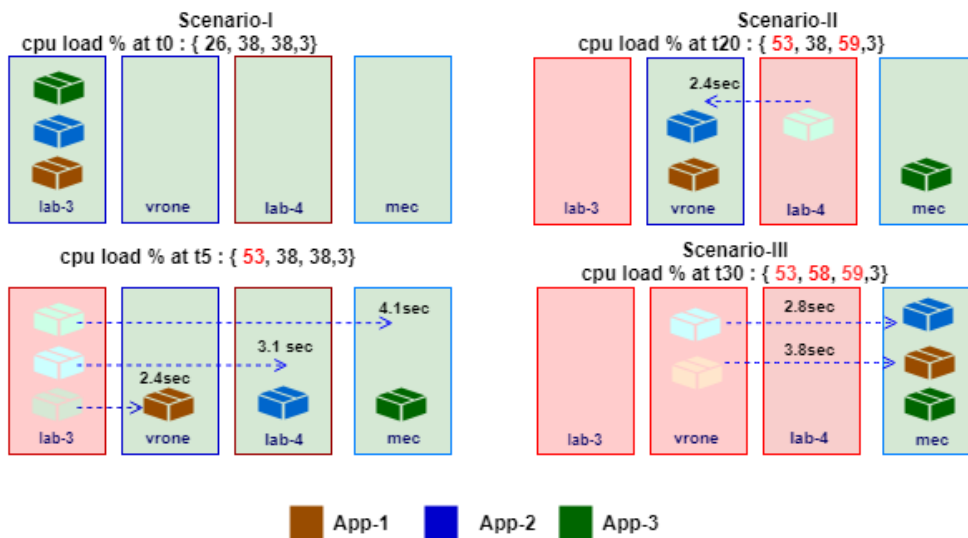 Scenario-I
cpu load % at t0 : { 26, 38, 38,3}
lab-3
vrone
lab-4
mec
cpu load % at t5 : { 53, 38, 38,3}
4.1sec
3.1 sec
2.4sec
lab-3
vrone
lab-4
mec
Scenario-II
cpu load % at t20 : { 53, 38, 59,3}
2.4sec
lab-3
vrone
lab-4
mec
Scenario-III
cpu load % at t30 : { 53, 58, 59,3}
2.8sec
3.8sec
lab-3
vrone
lab-4
mec
App-1
App-2
App-3